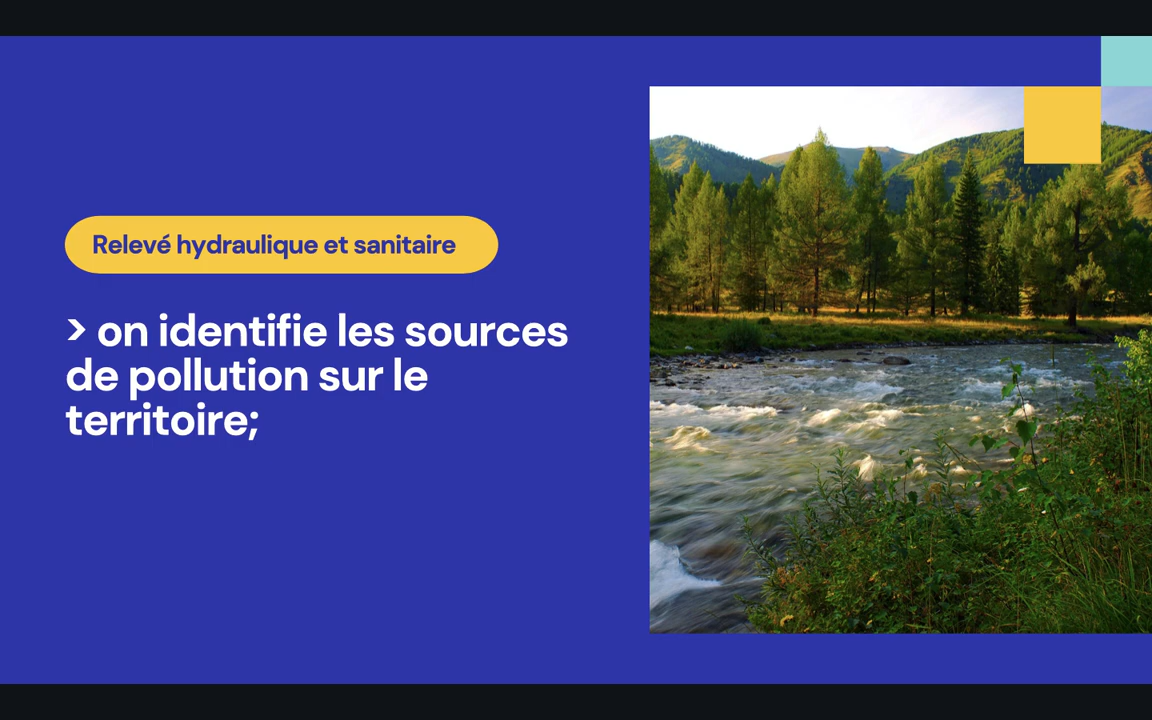 Relevé hydraulique et sanitaire
> on identifie les sources
de pollution sur le
territoire;